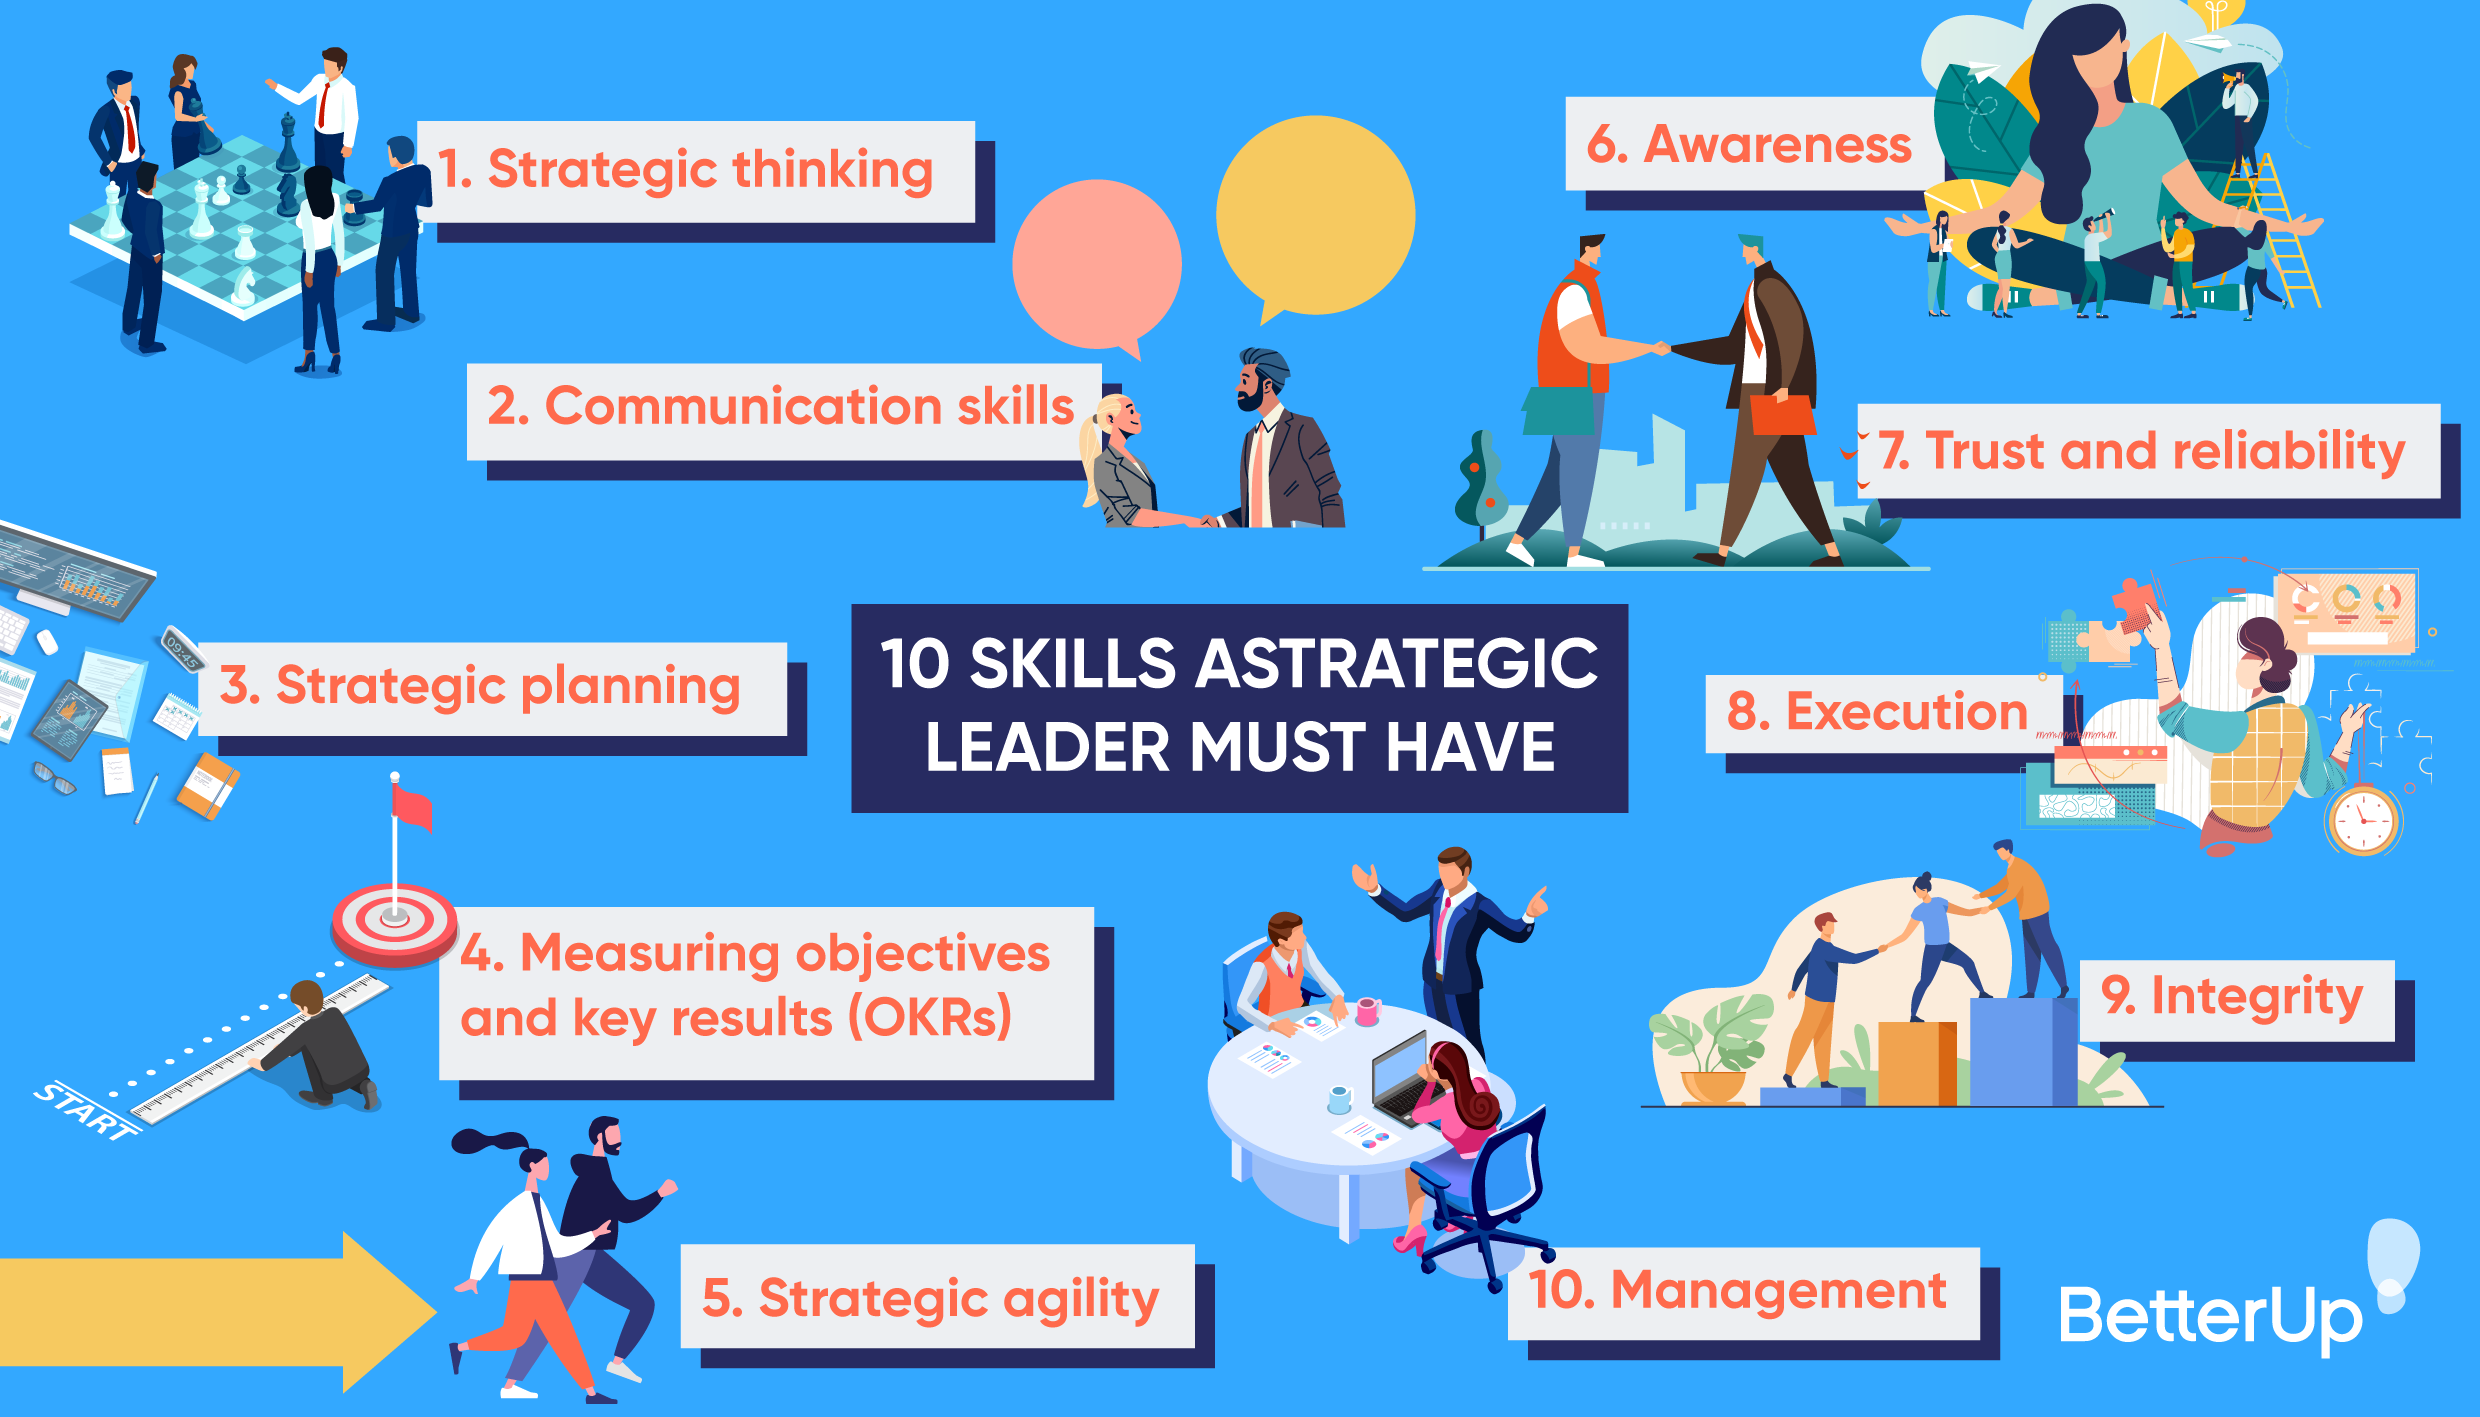 1. Strategic thinking
2. Communication skills
3. Strategic planning
09:45
4. Measuring objectives
and key results (OKRs)
START
5. Strategic agility
10 SKILLS ASTRATEGIC
LEADER MUST HAVE
6. Awareness
7. Trust and reliability
8. Execution
9. Integrity
10. Management
BetterUp